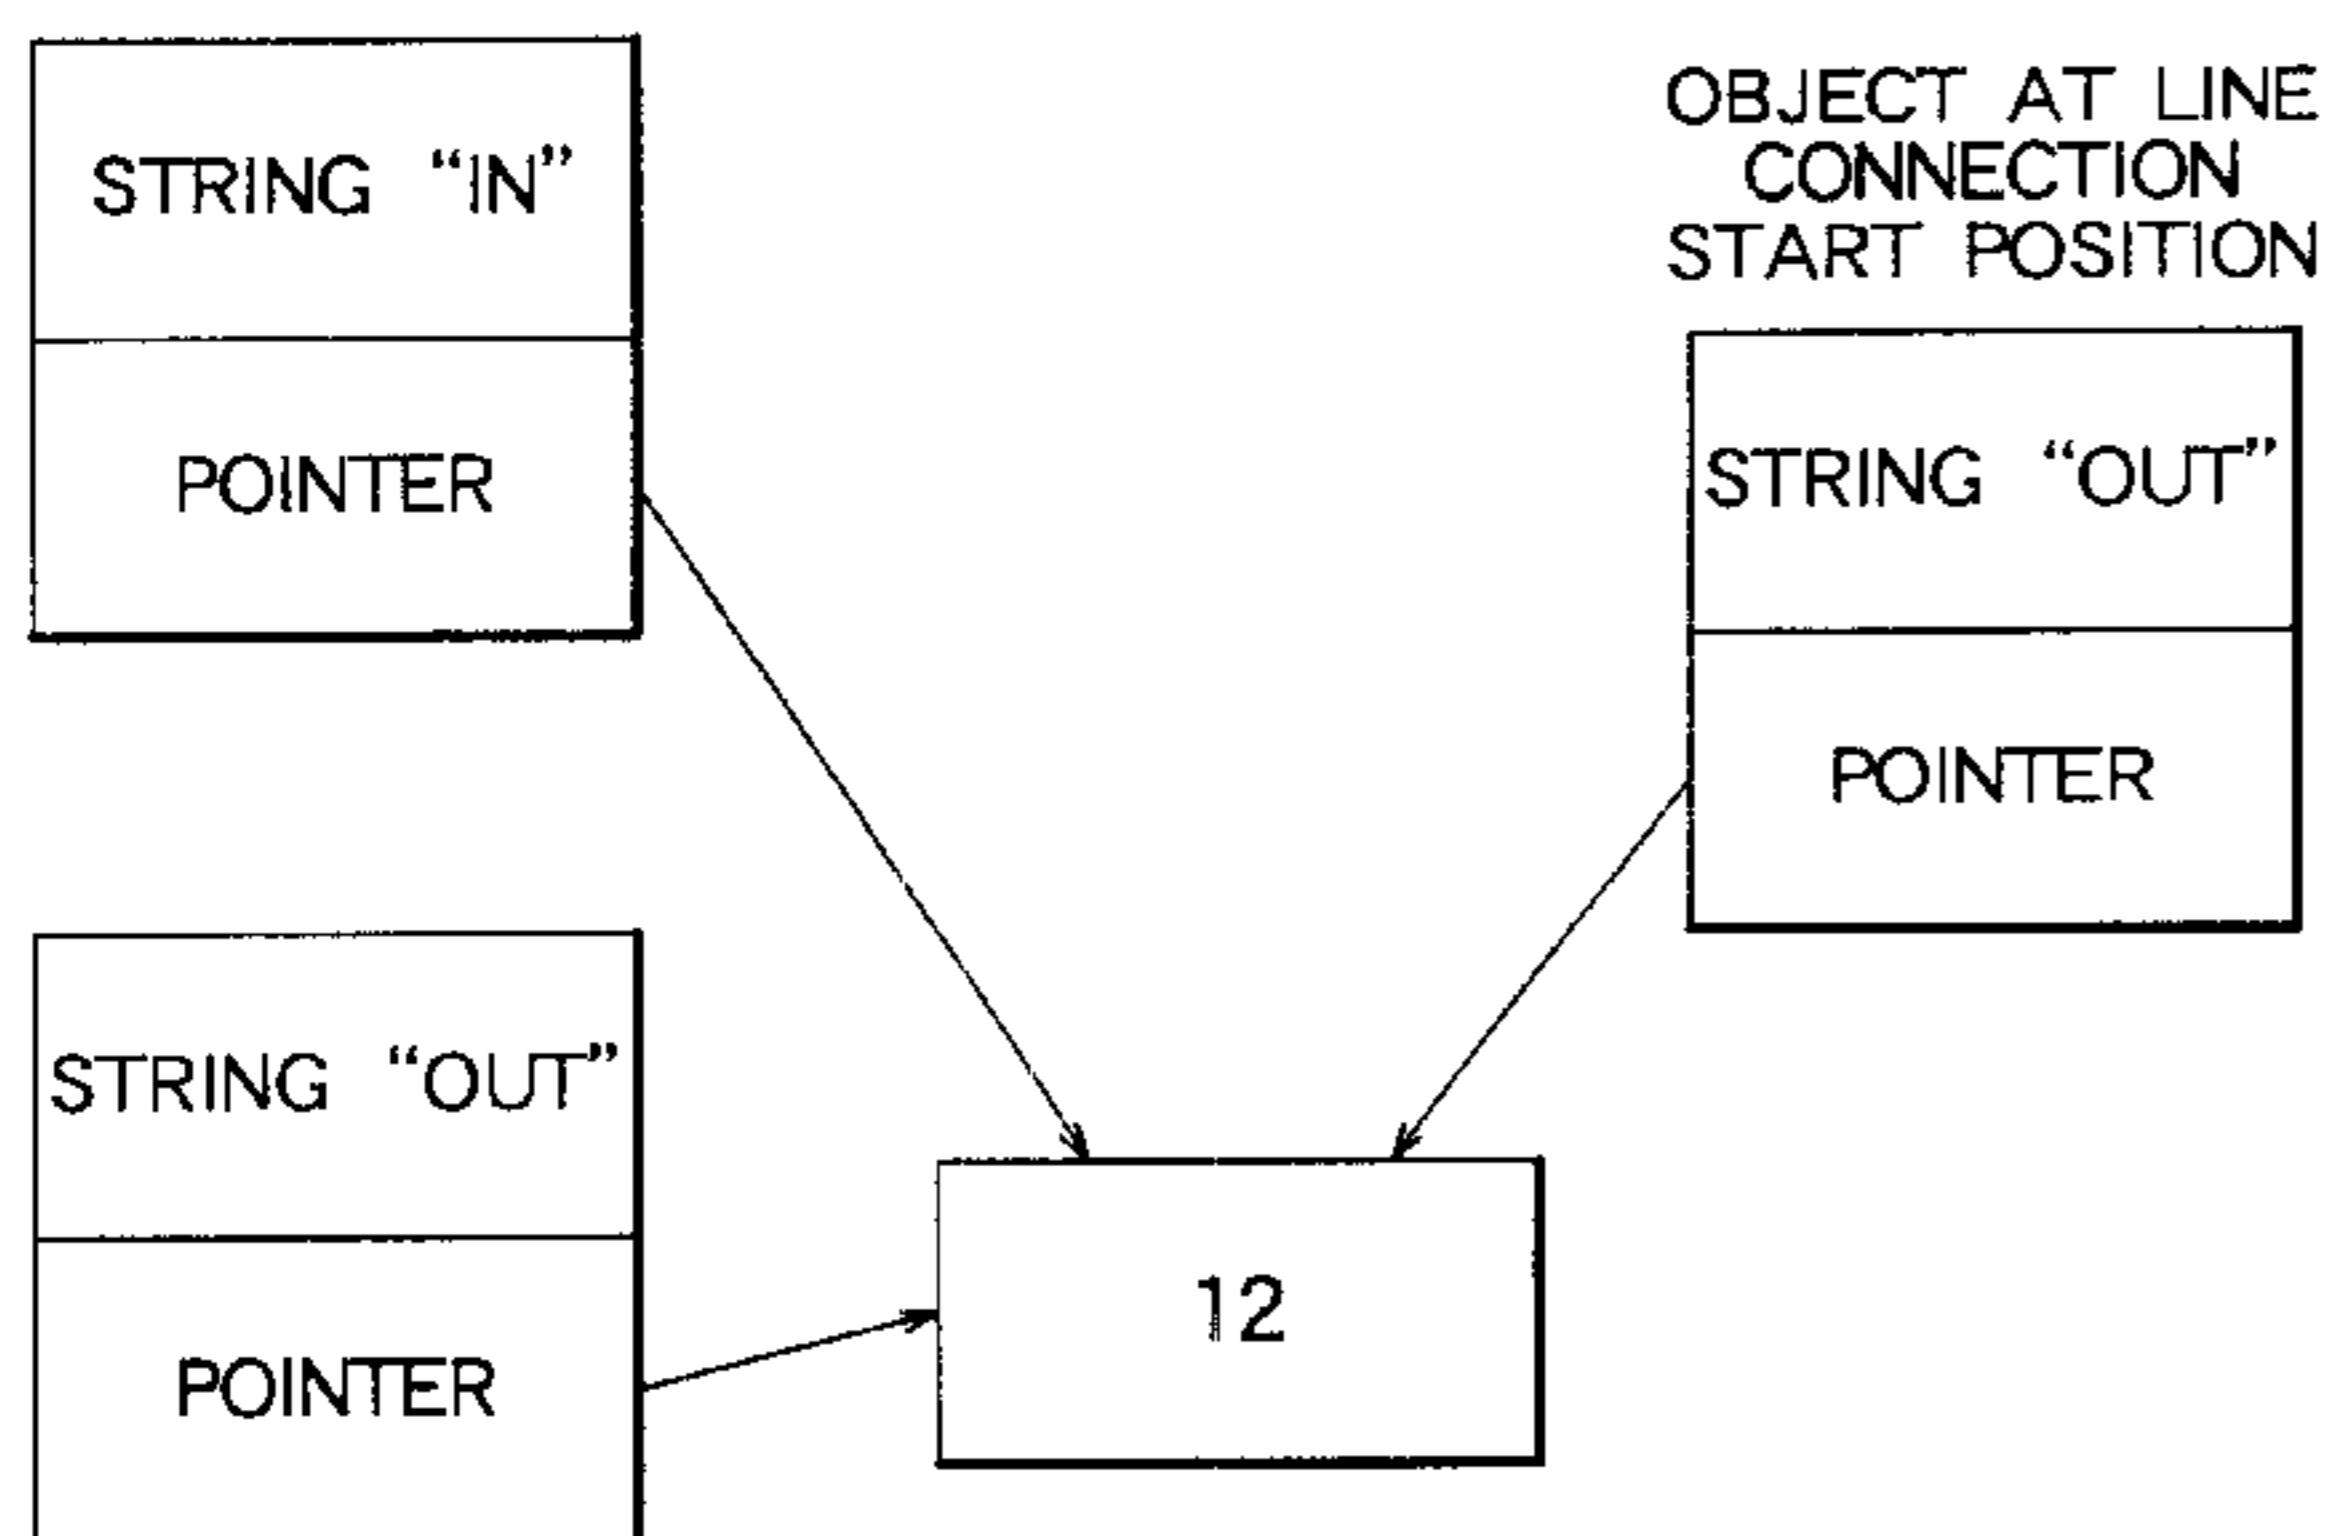 STRING “IN”
POINTER
OBJECT AT LINE
CONNECTION
START POSITION
STRING “OUT”
POINTER
STRING “OUT”
POINTER
12